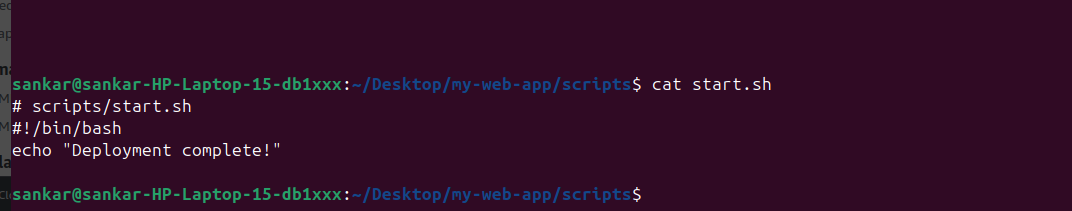 sankar@sankar-HP-Laptop-15-db1xxx:~/Desktop/my-web-app/scripts$ cat start.sh
# scripts/start.sh
#!/bin/bash
echo "Deployment complete!"
sankar@sankar-HP-Laptop-15-db1xxx:~/Desktop/my-web-app/scripts$